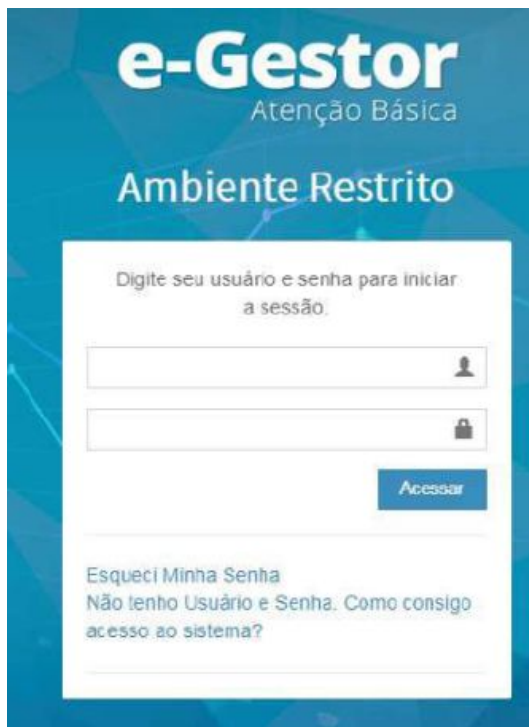 e-Gestor
Atenção Básica
Ambiente Restrito
Digite seu usuário e senha para iniciar
a sessão.
Acessar
Esqueci Minha Senha
Não tenho Usuário e Senha. Como consigo
acesso ao sistema?